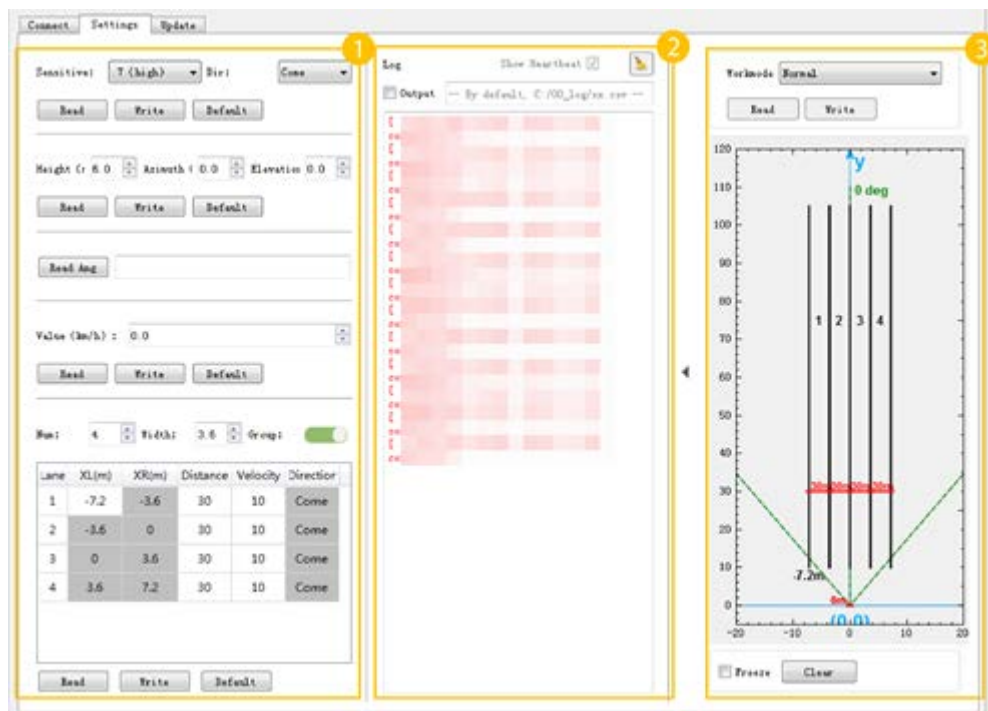 Connect Settings Update
1
Sensitive: 7 (high) Dir: Come
Read Write Default
Height (r 6.0 Azimuth ( 0.0 Elevation 0.0
Read Write Default
Read Ang
Value (km/h) : 0.0
Read Write Default
Num: 4 Width: 3.6 Group:
Lane XL(m) XR(m) Distance Velocity Direction
1 -7.2 -3.6 30 10 Come
2 -3.6 0 30 10 Come
3 0 3.6 30 10 Come
4 3.6 7.2 30 10 Come
Read Write Default
2
Log Show Heartbeat
Output -- By default, C:/00_log/xx.csv --
3
Workmode Normal
Read Write
120
y
110
0 deg
100
90
80
1 2 3 4
70
60
50
40
30
20
10
-7.2m
0
0m
(0,0)
-20 -10 0 10 20
Freeze Clear